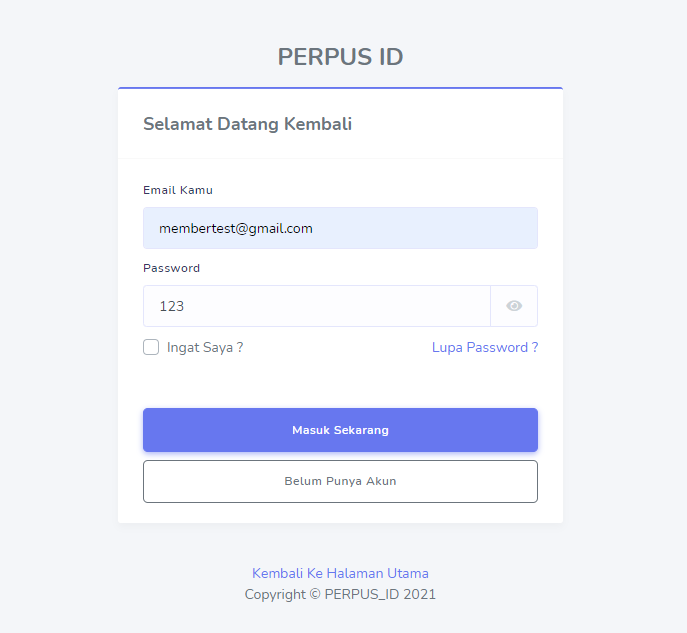 PERPUS ID
Selamat Datang Kembali
Email Kamu
membertest@gmail.com
Password
123
Ingat Saya ? Lupa Password ?
Masuk Sekarang
Belum Punya Akun
Kembali Ke Halaman Utama
Copyright © PERPUS_ID 2021